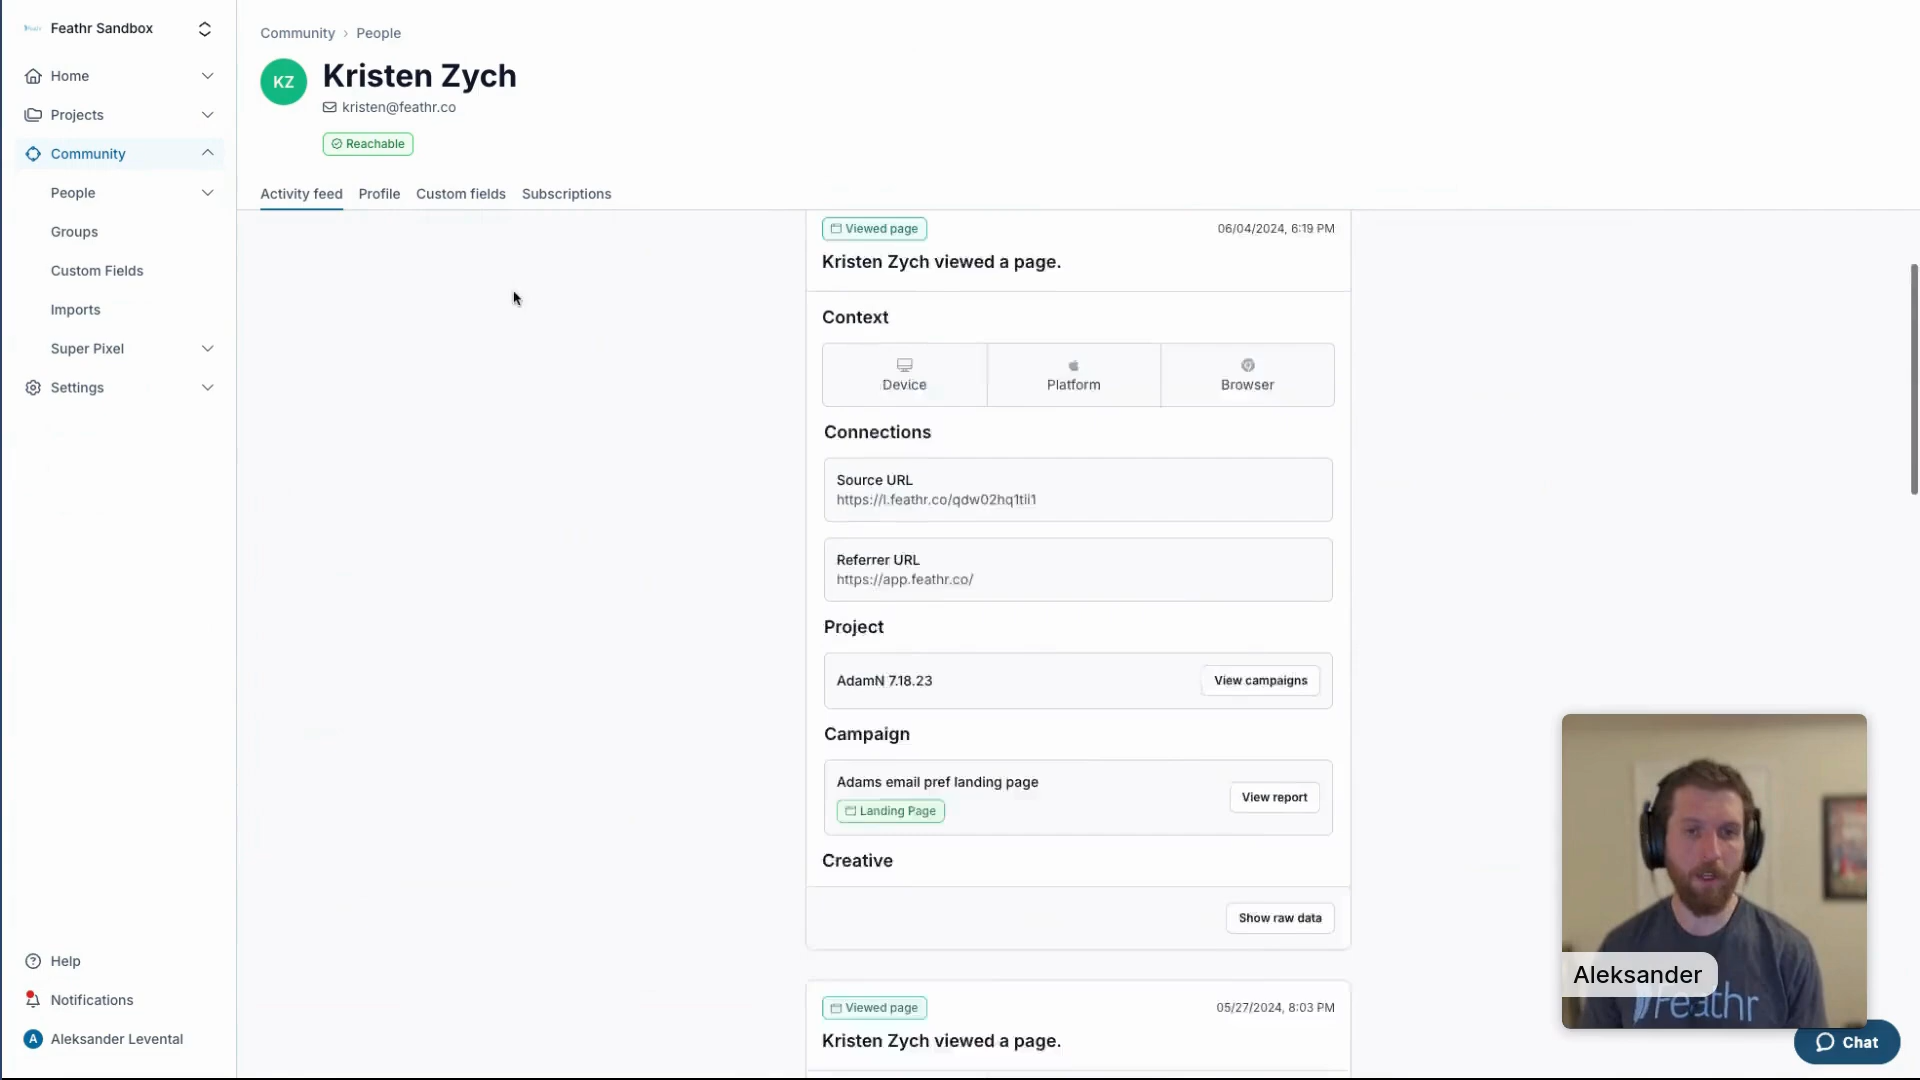 Feathr Sandbox
Home
Projects
Community
People
Groups
Custom Fields
Imports
Super Pixel
Settings
Help
Notifications
A
Aleksander Levental
Community › People
KZ
Kristen Zych
kristen@feathr.co
Reachable
Activity feed
Profile
Custom fields
Subscriptions
Viewed page
06/04/2024, 6:19 PM
Kristen Zych viewed a page.
Context
Device
Platform
Browser
Connections
Source URL
https://l.feathr.co/qdw02hq1tii1
Referrer URL
https://app.feathr.co/
Project
AdamN 7.18.23
View campaigns
Campaign
Adams email pref landing page
Landing Page
View report
Creative
Show raw data
Viewed page
05/27/2024, 8:03 PM
Kristen Zych viewed a page.
Aleksander
Feathr
Chat